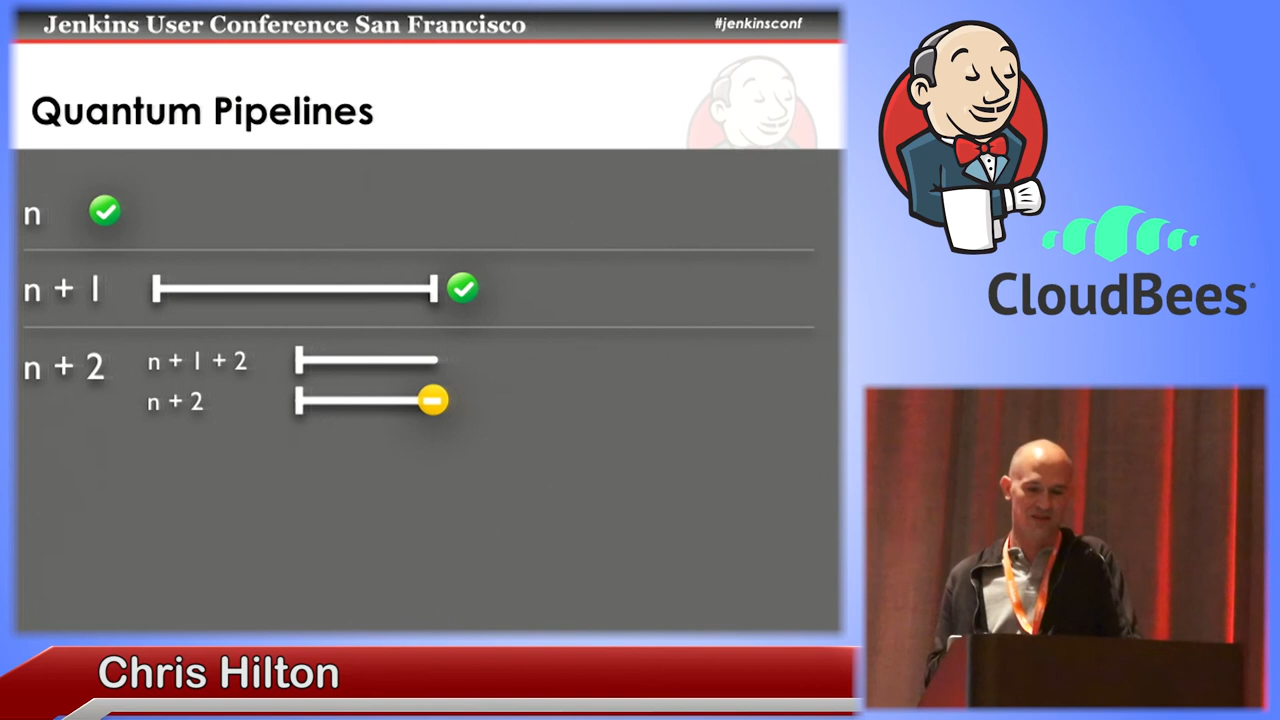 Jenkins User Conference San Francisco
#jenkinsconf
Quantum Pipelines
n
n + 1
n + 2
n + 1 + 2
n + 2
CloudBees
Chris Hilton